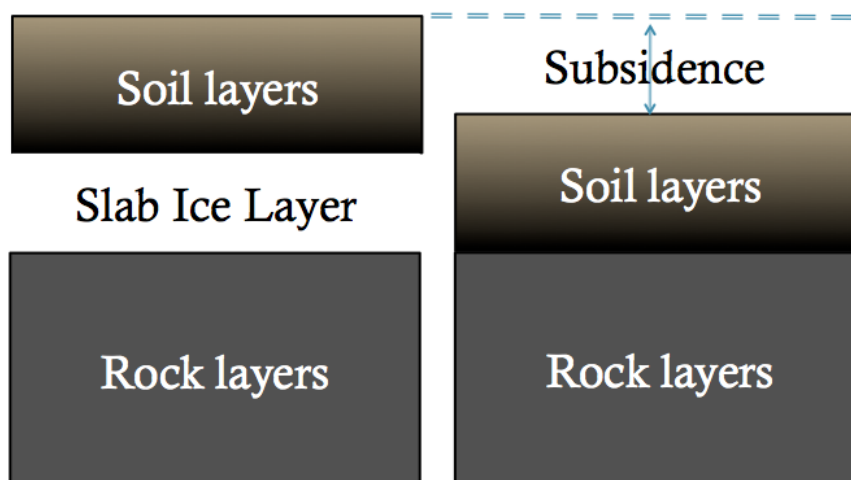 Soil layers
Slab Ice Layer
Rock layers
Subsidence
Soil layers
Rock layers